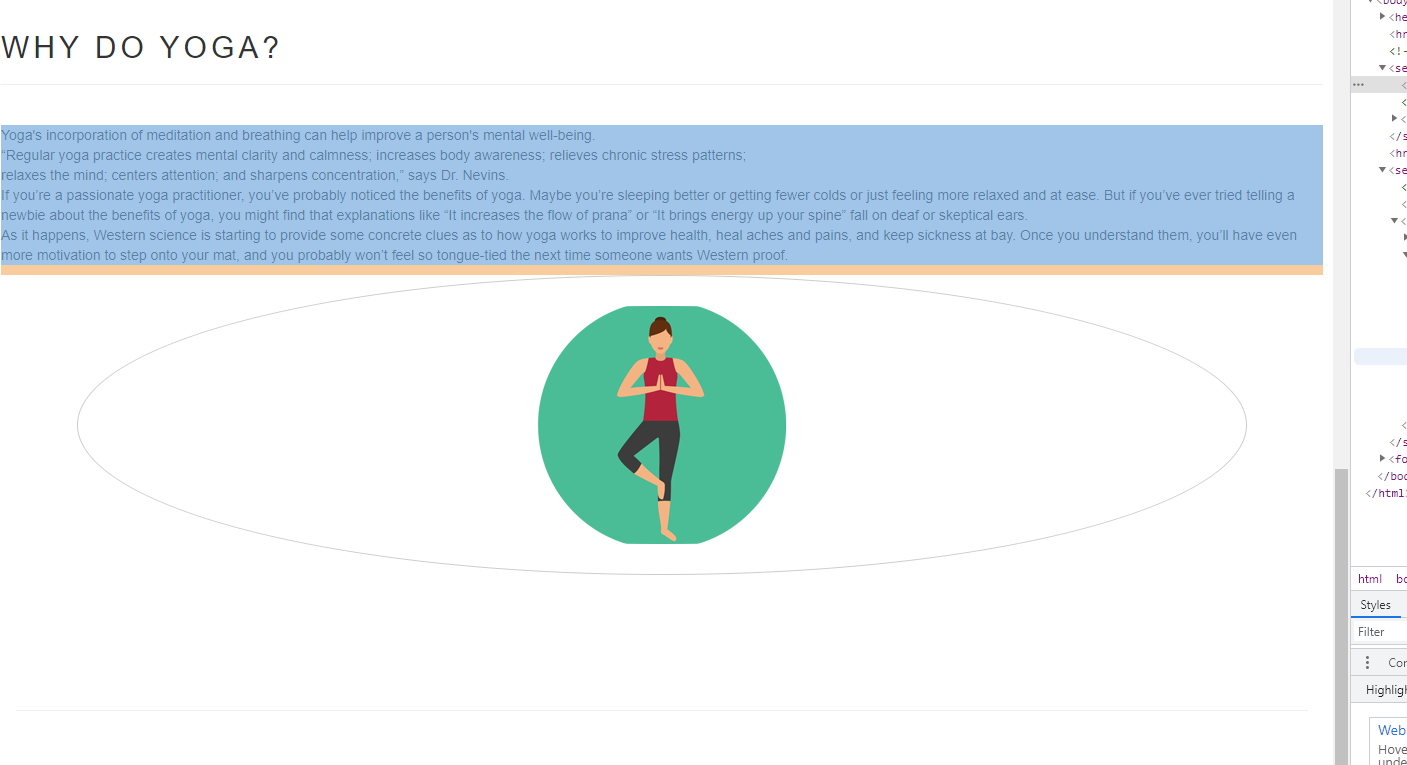 WHY DO YOGA?
Yoga's incorporation of meditation and breathing can help improve a person's mental well-being.
“Regular yoga practice creates mental clarity and calmness; increases body awareness; relieves chronic stress patterns;
relaxes the mind; centers attention; and sharpens concentration,” says Dr. Nevins.
If you’re a passionate yoga practitioner, you’ve probably noticed the benefits of yoga. Maybe you’re sleeping better or getting fewer colds or just feeling more relaxed and at ease. But if you’ve ever tried telling a
newbie about the benefits of yoga, you might find that explanations like “It increases the flow of prana” or “It brings energy up your spine” fall on deaf or skeptical ears.
As it happens, Western science is starting to provide some concrete clues as to how yoga works to improve health, heal aches and pains, and keep sickness at bay. Once you understand them, you’ll have even
more motivation to step onto your mat, and you probably won’t feel so tongue-tied the next time someone wants Western proof.
<he
<hr
<!-
<se
<
<
<
</s
<hr
<se
<
<
<
<
</s
<fo
</bod
</html>
html bo
Styles
Filter
Cor
Highligh
Web
Hove